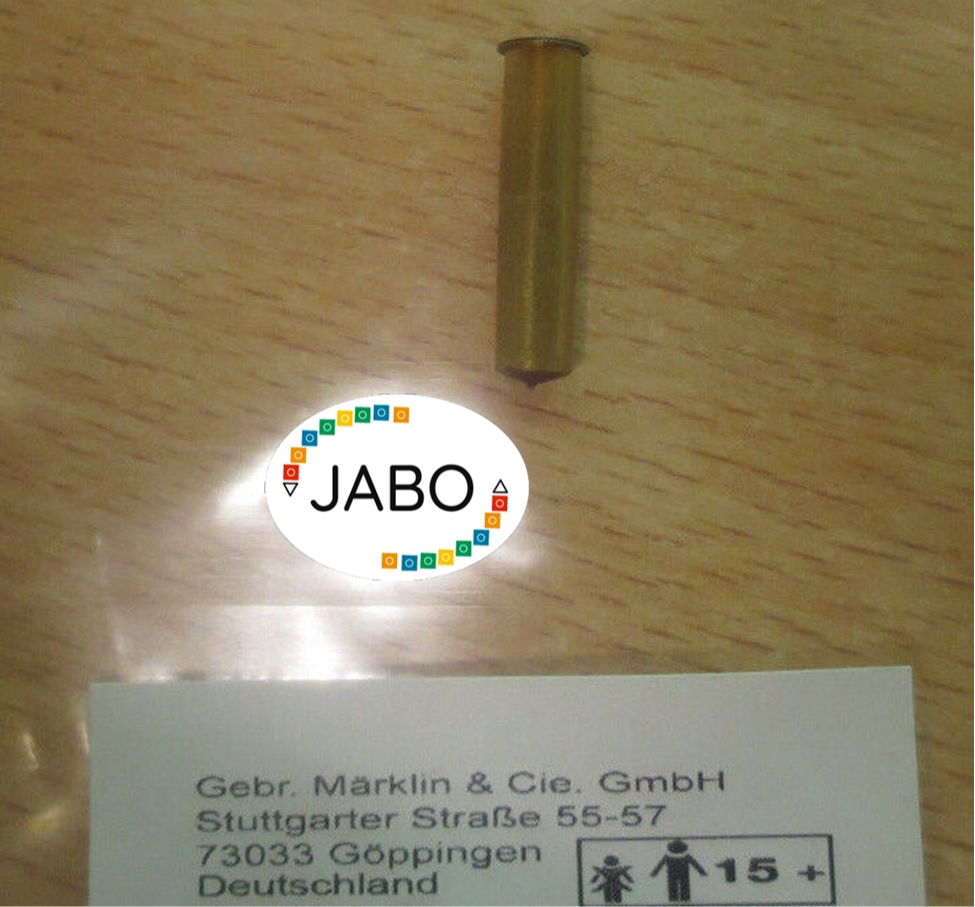 JABO
Gebr. Märklin & Cie. GmbH
Stuttgarter Straße 55-57
73033 Göppingen
Deutschland
15 +